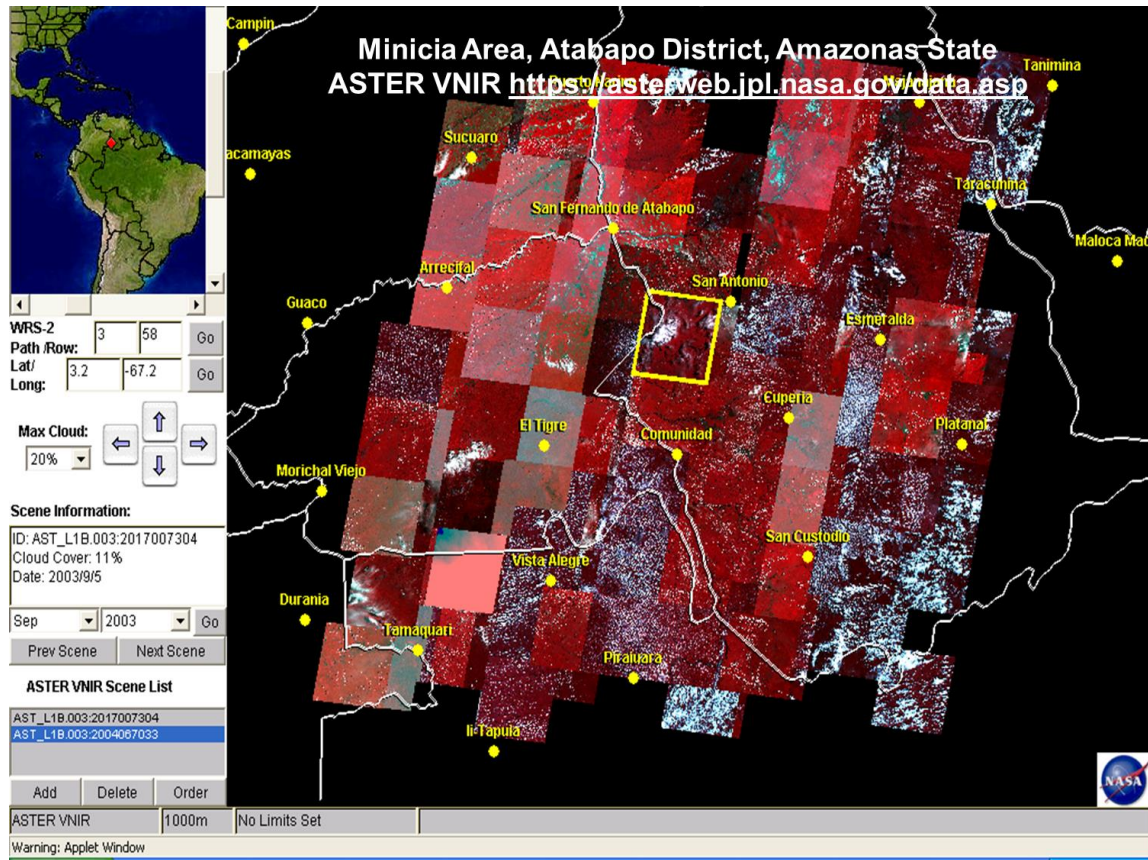 Campin
Minicia Area, Atabapo District, Amazonas State
ASTER VNIR https://asterweb.jpl.nasa.gov/data.asp
Tanimina
Sucuaro
acamayas
Taracunina
San Fernando de Atabapo
Maloca Mac
Arrecifal
San Antonio
Guaco
Esmeralda
WRS-2
Path /Row: 3 58 Go
Lat/
Long: 3.2 -67.2 Go
Cuperia
Max Cloud:
20%
El Tigre
Comunidad
Platanal
Morichal Viejo
Scene Information:
ID: AST_L1B.003:2017007304
Cloud Cover: 11%
Date: 2003/9/5
San Custodio
Vista Alegre
Durania
Sep 2003 Go
Tamaquari
Prev Scene Next Scene
Piraiuara
ASTER VNIR Scene List
AST_L1B.003:2017007304
AST_L1B.003:2004067033
Ii-Tapula
NASA
Add Delete Order
ASTER VNIR 1000m No Limits Set
Warning: Applet Window